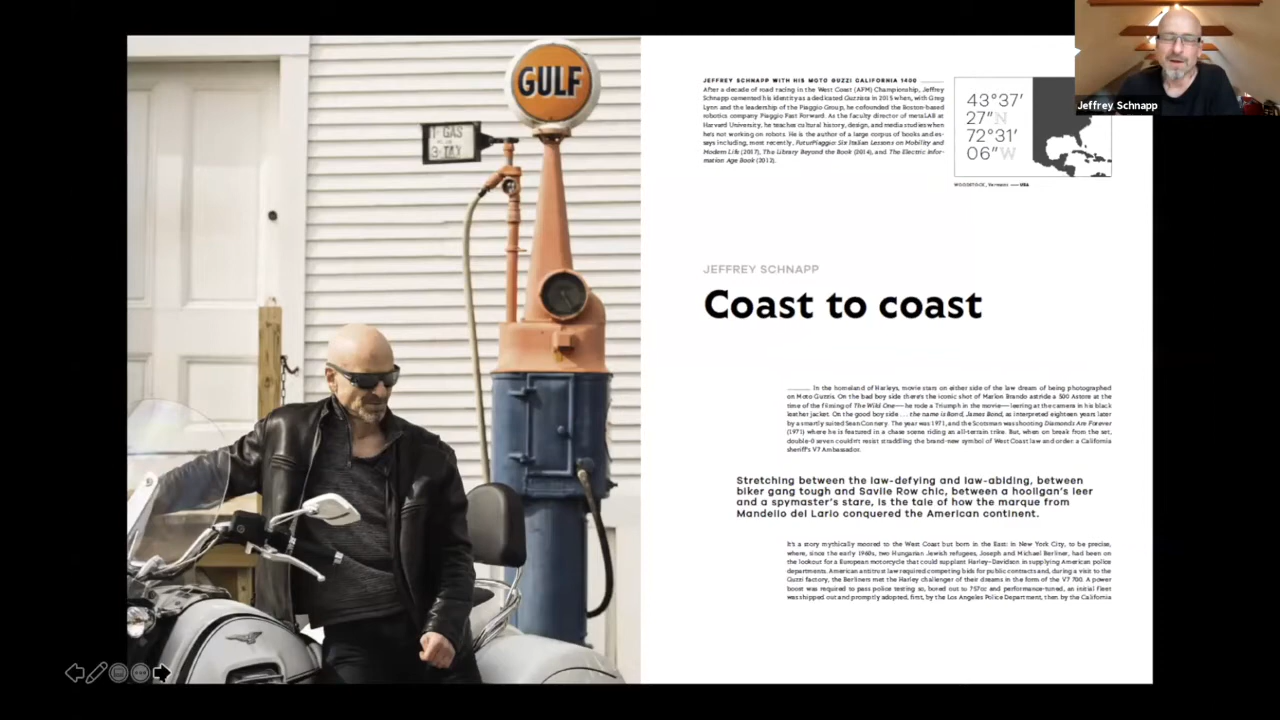 GULF
1-GAS
3-TAX
JEFFREY SCHNAPP WITH HIS MOTO GUZZI CALIFORNIA 1400
After a decade of road racing in the West Coast (AFM) Championship, Jeffrey
Schnapp cemented his identity as a dedicated Guzzista in 2015 when, with Greg
Lynn and the leadership of the Piaggio Group, he cofounded the Boston-based
robotics company Piaggio Fast Forward. As the faculty director of metaLAB at
Harvard University, he teaches cultural history, design, and media studies when
he's not working on robots. He is the author of a large corpus of books and es-
says including, most recently, FuturPiaggio: Six Italian Lessons on Mobility and
Modern Life (2017), The Library Beyond the Book (2014), and The Electric Infor-
mation Age Book (2012).
43°37'
27"N
72°31'
06"W
WOODSTOCK, Vermont — USA
Jeffrey Schnapp
JEFFREY SCHNAPP
Coast to coast
In the homeland of Harleys, movie stars on either side of the law dream of being photographed
on Moto Guzzis. On the bad boy side there's the iconic shot of Marlon Brando astride a 500 Astore at the
time of the filming of The Wild One—he rode a Triumph in the movie—leering at the camera in his black
leather jacket. On the good boy side . . . the name is Bond, James Bond, as interpreted eighteen years later
by a smartly suited Sean Connery. The year was 1971, and the Scotsman was shooting Diamonds Are Forever
(1971) where he is featured in a chase scene riding an all-terrain trike. But, when on break from the set,
double-0 seven couldn't resist straddling the brand-new symbol of West Coast law and order: a California
sheriff's V7 Ambassador.
Stretching between the law-defying and law-abiding, between
biker gang tough and Savile Row chic, between a hooligan's leer
and a spymaster's stare, is the tale of how the marque from
Mandello del Lario conquered the American continent.
It's a story mythically moored to the West Coast but born in the East: in New York City, to be precise,
where, since the early 1960s, two Hungarian Jewish refugees, Joseph and Michael Berliner, had been on
the lookout for a European motorcycle that could supplant Harley-Davidson in supplying American police
departments. American antitrust law required competing bids for public contracts and, during a visit to the
Guzzi factory, the Berliners met the Harley challenger of their dreams in the form of the V7 700. A power
boost was required to pass police testing so, bored out to 757cc and performance-tuned, an initial fleet
was shipped out and promptly adopted, first, by the Los Angeles Police Department, then by the California